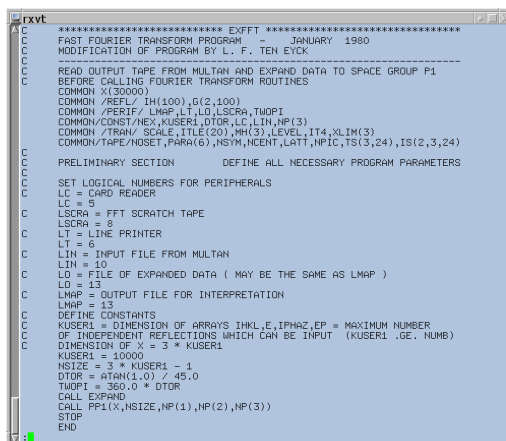 rxvt
C     **************************** EXFFT **********************************
C     FAST FOURIER TRANSFORM PROGRAM   -    JANUARY  1980
C     MODIFICATION OF PROGRAM BY L. F. TEN EYCK
C     ---------------------------------------------------------------------
C     READ OUTPUT TAPE FROM MULTAN AND EXPAND DATA TO SPACE GROUP P1
C     BEFORE CALLING FOURIER TRANSFORM ROUTINES
      COMMON X(30000)
      COMMON /REFL/ IH(100),G(2,100)
      COMMON /PERIF/ LMAP,LT,LO,LSCRA,TWOPI
      COMMON/CONST/NEX,KUSER1,DTOR,LC,LIN,NP(3)
      COMMON /TRAN/ SCALE,ITLE(20),MH(3),LEVEL,IT4,XLIM(3)
      COMMON/TAPE/NOSET,PARA(6),NSYM,NCENT,LATT,NPIC,TS(3,24),IS(2,3,24)
C
C     PRELIMINARY SECTION        DEFINE ALL NECESSARY PROGRAM PARAMETERS
C
C     SET LOGICAL NUMBERS FOR PERIPHERALS
C     LC = CARD READER
      LC = 5
C     LSCRA = FFT SCRATCH TAPE
      LSCRA = 8
C     LT = LINE PRINTER
      LT = 6
C     LIN = INPUT FILE FROM MULTAN
      LIN = 10
C     LO = FILE OF EXPANDED DATA ( MAY BE THE SAME AS LMAP )
      LO = 13
C     LMAP = OUTPUT FILE FOR INTERPRETATION
      LMAP = 13
C     DEFINE CONSTANTS
C     KUSER1 = DIMENSION OF ARRAYS IHKL,E,IPHAZ,EP = MAXIMUM NUMBER
C     OF INDEPENDENT REFLECTIONS WHICH CAN BE INPUT  (KUSER1 .GE. NUMB)
C     DIMENSION OF X = 3 * KUSER1
      KUSER1 = 10000
      NSIZE = 3 * KUSER1 - 1
      DTOR = ATAN(1.0) / 45.0
      TWOPI = 360.0 * DTOR
      CALL EXPAND
      CALL PP1(X,NSIZE,NP(1),NP(2),NP(3))
      STOP
      END
: